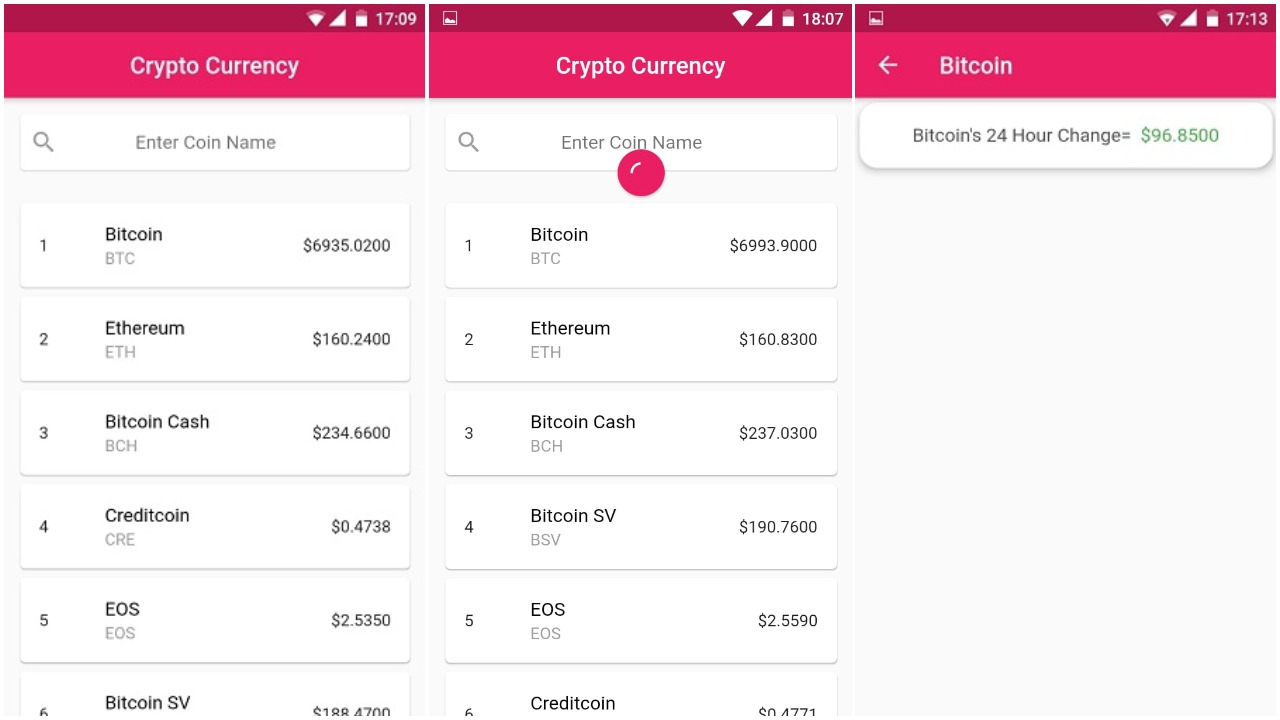 17:09
Crypto Currency
Enter Coin Name
1
Bitcoin
BTC
$6935.0200
2
Ethereum
ETH
$160.2400
3
Bitcoin Cash
BCH
$234.6600
4
Creditcoin
CRE
$0.4738
5
EOS
EOS
$2.5350
6
Bitcoin SV
$188.4700
18:07
Crypto Currency
Enter Coin Name
1
Bitcoin
BTC
$6993.9000
2
Ethereum
ETH
$160.8300
3
Bitcoin Cash
BCH
$237.0300
4
Bitcoin SV
BSV
$190.7600
5
EOS
EOS
$2.5590
6
Creditcoin
$0.4771
17:13
Bitcoin
Bitcoin's 24 Hour Change= $96.8500